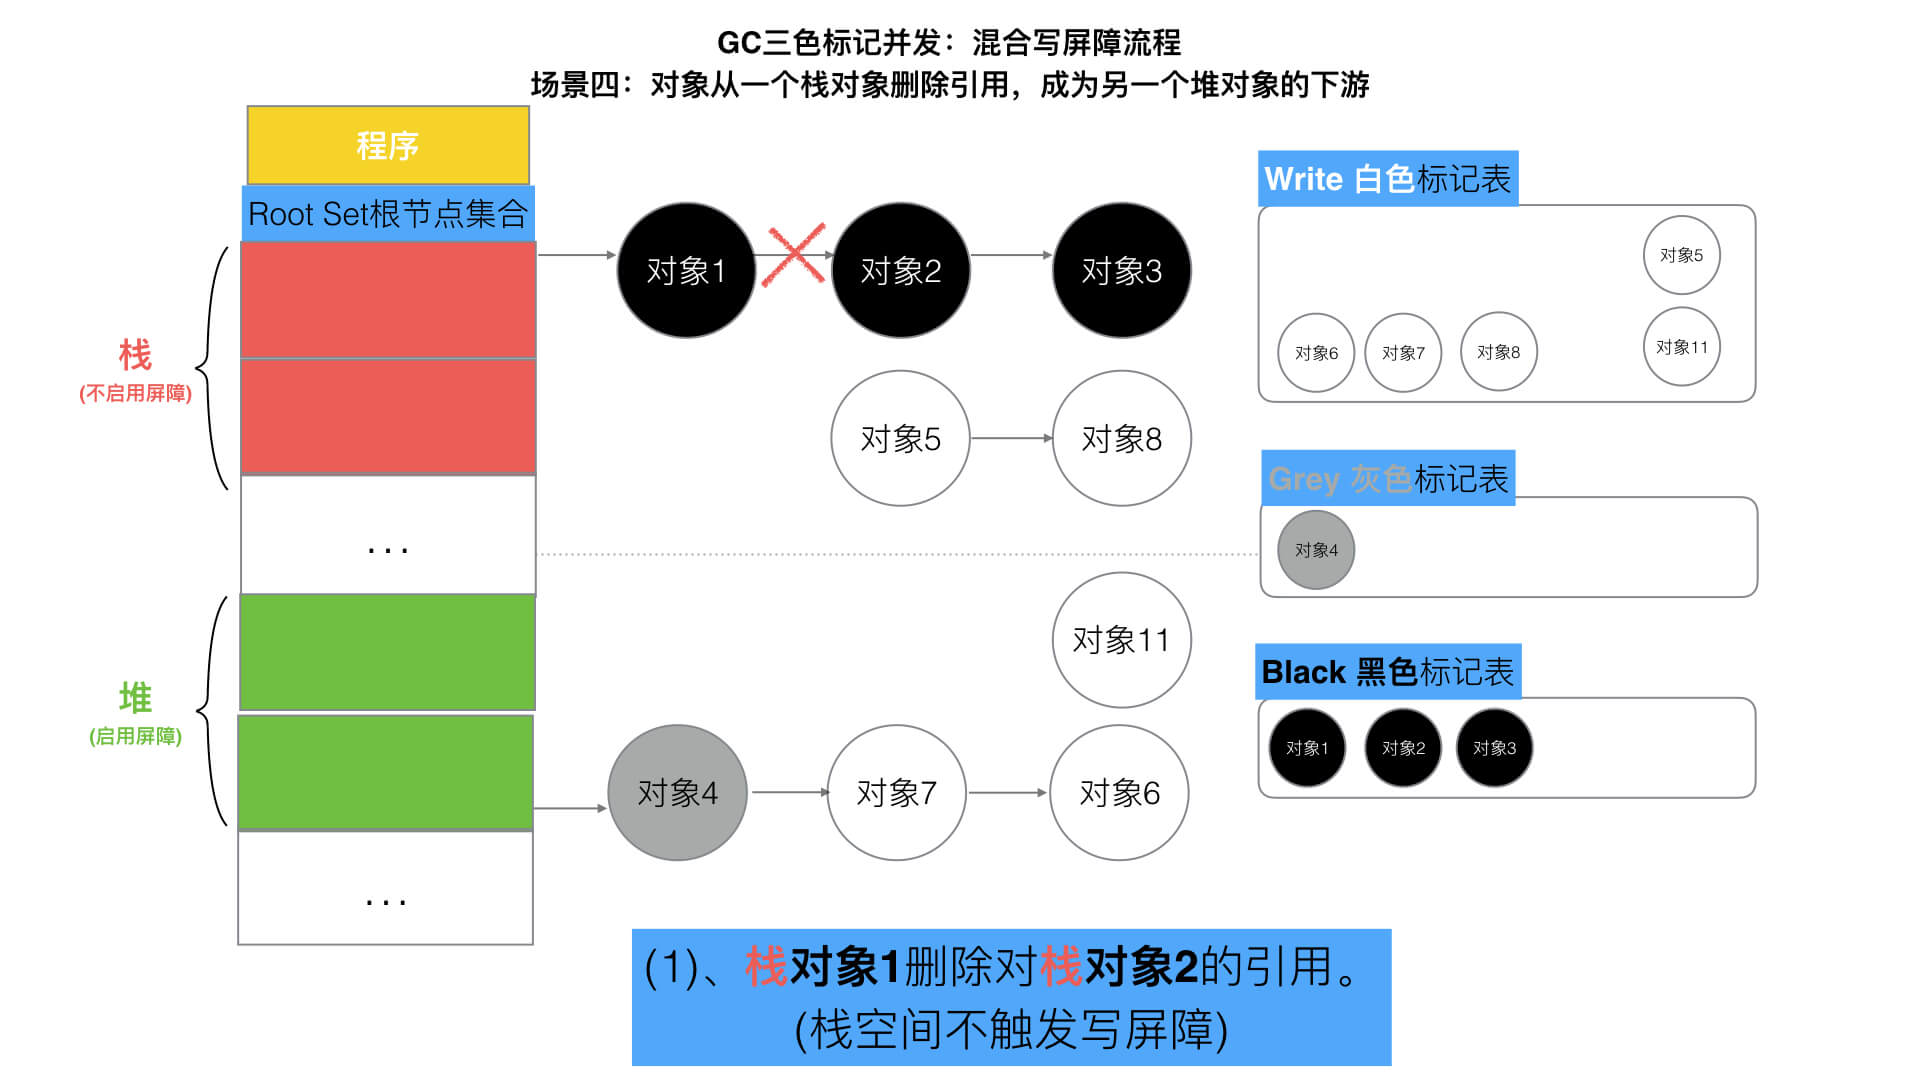 GC三色标记并发：混合写屏障流程
场景四：对象从一个栈对象删除引用，成为另一个堆对象的下游
程序
Root Set根节点集合
栈
(不启用屏障)
...
堆
(启用屏障)
...
对象1
对象2
对象3
对象5
对象8
对象11
对象4
对象7
对象6
Write 白色标记表
对象5
对象6
对象7
对象8
对象11
Grey 灰色标记表
对象4
Black 黑色标记表
对象1
对象2
对象3
(1)、栈对象1删除对栈对象2的引用。
(栈空间不触发写屏障)